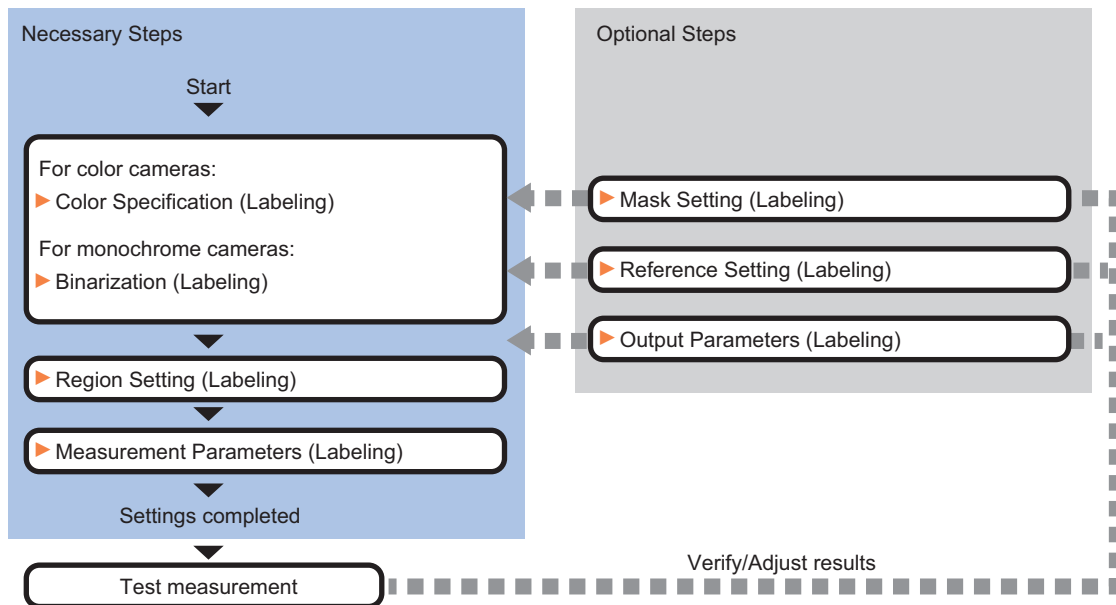 Necessary Steps
Start
For color cameras:
Color Specification (Labeling)
For monochrome cameras:
Binarization (Labeling)
Region Setting (Labeling)
Measurement Parameters (Labeling)
Settings completed
Test measurement
Optional Steps
Mask Setting (Labeling)
Reference Setting (Labeling)
Output Parameters (Labeling)
Verify/Adjust results